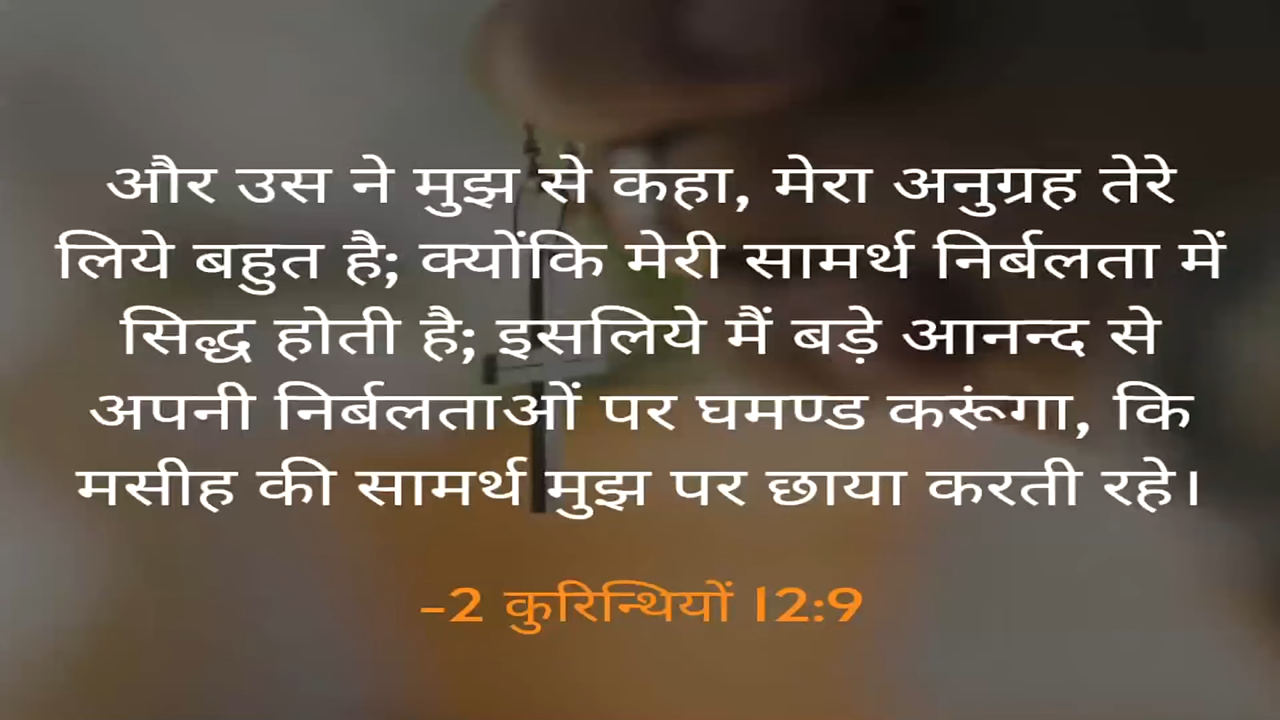 और उस ने मुझ से कहा, मेरा अनुग्रह तेरे
लिये बहुत है; क्योंकि मेरी सामर्थ निर्बलता में
सिद्ध होती है; इसलिये मैं बड़े आनन्द से
अपनी निर्बलताओं पर घमण्ड करूंगा, कि
मसीह की सामर्थ मुझ पर छाया करती रहे।
-2 कुरिन्थियों 12:9